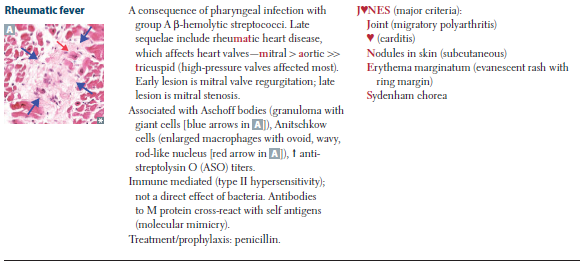 Rheumatic fever
A
A consequence of pharyngeal infection with
group A β-hemolytic streptococci. Late
sequelae include rheumatic heart disease,
which affects heart valves—mitral > aortic >>
tricuspid (high-pressure valves affected most).
Early lesion is mitral valve regurgitation; late
lesion is mitral stenosis.
Associated with Aschoff bodies (granuloma with
giant cells [blue arrows in A]), Anitschkow
cells (enlarged macrophages with ovoid, wavy,
rod-like nucleus [red arrow in A]), ↑ anti-
streptolysin O (ASO) titers.
Immune mediated (type II hypersensitivity);
not a direct effect of bacteria. Antibodies
to M protein cross-react with self antigens
(molecular mimicry).
Treatment/prophylaxis: penicillin.
J♥NES (major criteria):
Joint (migratory polyarthritis)
♥ (carditis)
Nodules in skin (subcutaneous)
Erythema marginatum (evanescent rash with
ring margin)
Sydenham chorea